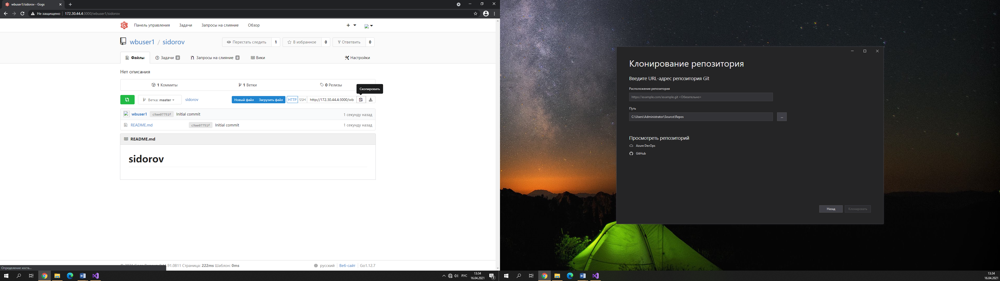 wbuser1/sidorov - Gogs
Не защищено 172.30.44.4:3000/wbuser1/sidorov
Панель управления Задачи Запросы на слияние Обзор
wbuser1 / sidorov Перестать следить 1 В избранное 0 Ответвить 0
Файлы Задачи 0 Запросы на слияние 0 Вики Настройки
Нет описания
1 Коммиты 1 Ветки 0 Релизы
Скопировать
Ветка: master sidorov Новый файл Загрузить файл HTTP SSH http://172.30.44.4:3000/wb
wbuser1 c9ae07751f Initial commit 1 секунду назад
README.md c9ae07751f Initial commit 1 секунду назад
README.md
sidorov
.91.0811 Страница: 222ms Шаблон: 0ms русский Веб-сайт Go1.12.7
Определение хоста...
РУС 13:34
16.04.2021
3
Клонирование репозитория
Введите URL-адрес репозитория Git
Расположение репозитория
https://example.com/example.git <Обязательно>
Путь
C:\Users\Administrator\Source\Repos ...
Просмотреть репозиторий
Azure DevOps
GitHub
Назад Клонировать
13:34
16.04.2021